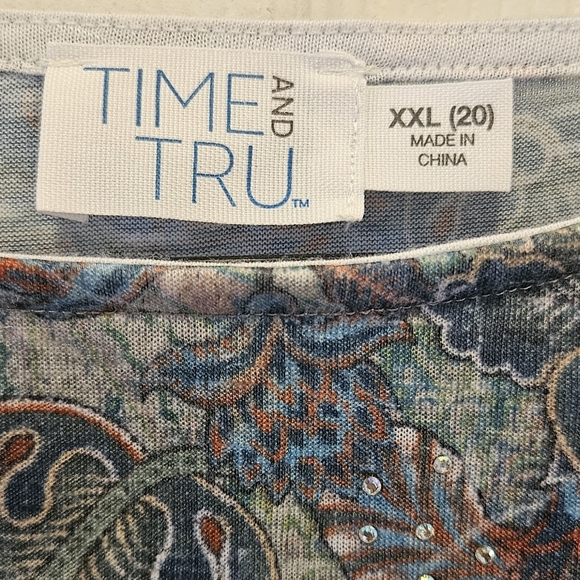 TIME AND
TRU™
XXL (20)
MADE IN
CHINA